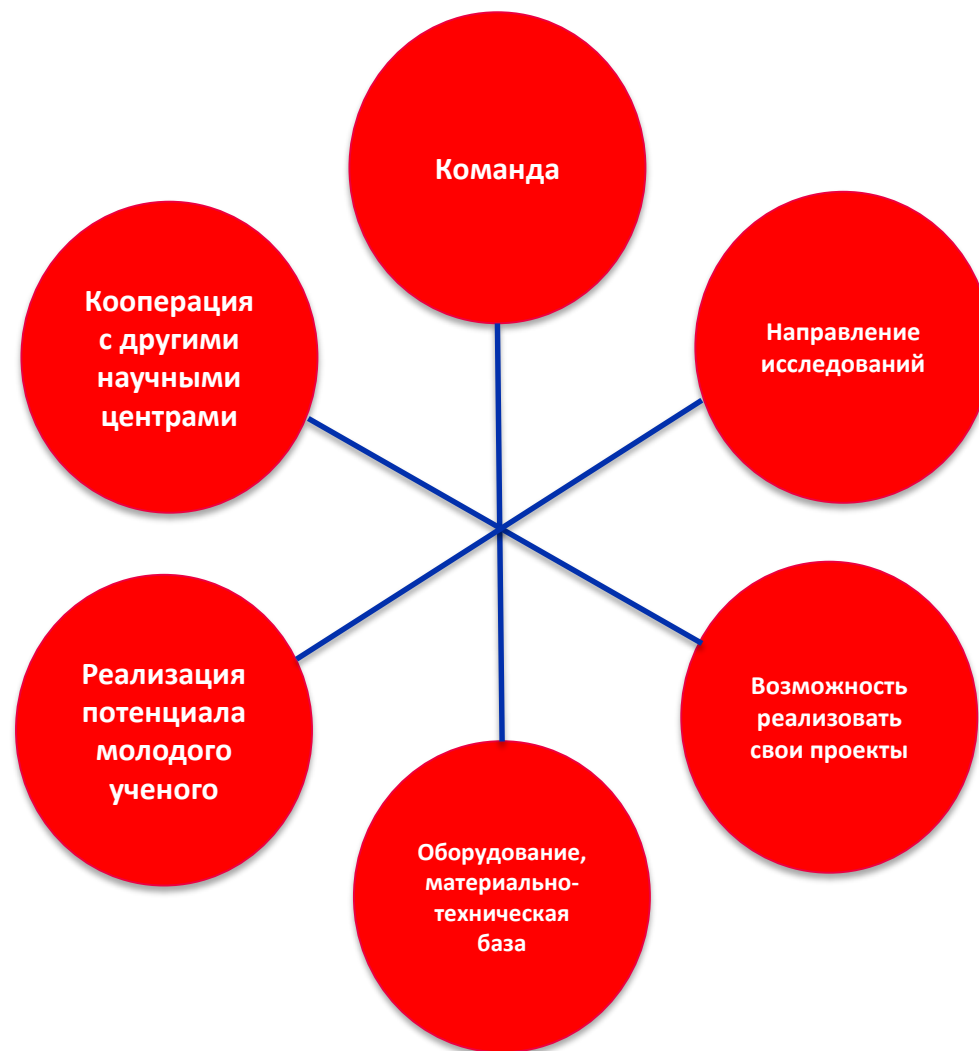 Команда
Направление
исследований
Возможность
реализовать
свои проекты
Оборудование,
материально-
техническая
база
Реализация
потенциала
молодого
ученого
Кооперация
с другими
научными
центрами